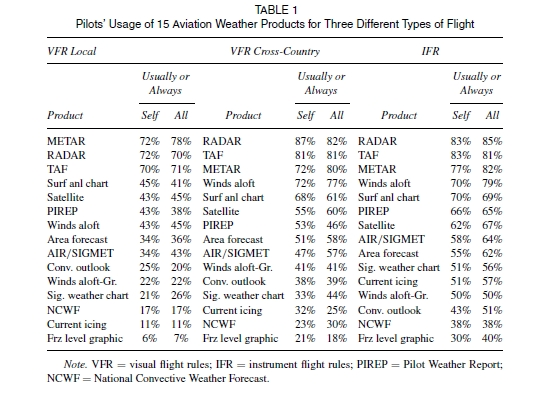 TABLE 1
Pilots' Usage of 15 Aviation Weather Products for Three Different Types of Flight
VFR Local VFR Cross-Country IFR
Usually or Always Usually or Always Usually or Always
Product Self All Product Self All Product Self All
METAR 72% 78% RADAR 87% 82% RADAR 83% 85%
RADAR 72% 70% TAF 81% 81% TAF 83% 81%
TAF 70% 71% METAR 72% 80% METAR 77% 82%
Surf anl chart 45% 41% Winds aloft 72% 77% Winds aloft 70% 79%
Satellite 43% 45% Surf anl chart 68% 61% Surf anl chart 70% 69%
PIREP 43% 38% Satellite 55% 60% PIREP 66% 65%
Winds aloft 43% 45% PIREP 53% 46% Satellite 62% 67%
Area forecast 34% 36% Area forecast 51% 58% AIR/SIGMET 58% 64%
AIR/SIGMET 34% 43% AIR/SIGMET 47% 57% Area forecast 55% 62%
Conv. outlook 25% 20% Winds aloft-Gr. 41% 41% Sig. weather chart 51% 56%
Winds aloft-Gr. 22% 22% Conv. outlook 38% 39% Current icing 51% 57%
Sig. weather chart 21% 26% Sig. weather chart 33% 44% Winds aloft-Gr. 50% 50%
NCWF 17% 17% Current icing 32% 25% Conv. outlook 43% 51%
Current icing 11% 11% NCWF 23% 30% NCWF 38% 38%
Frz level graphic 6% 7% Frz level graphic 21% 18% Frz level graphic 30% 40%
Note. VFR = visual flight rules; IFR = instrument flight rules; PIREP = Pilot Weather Report;
NCWF = National Convective Weather Forecast.